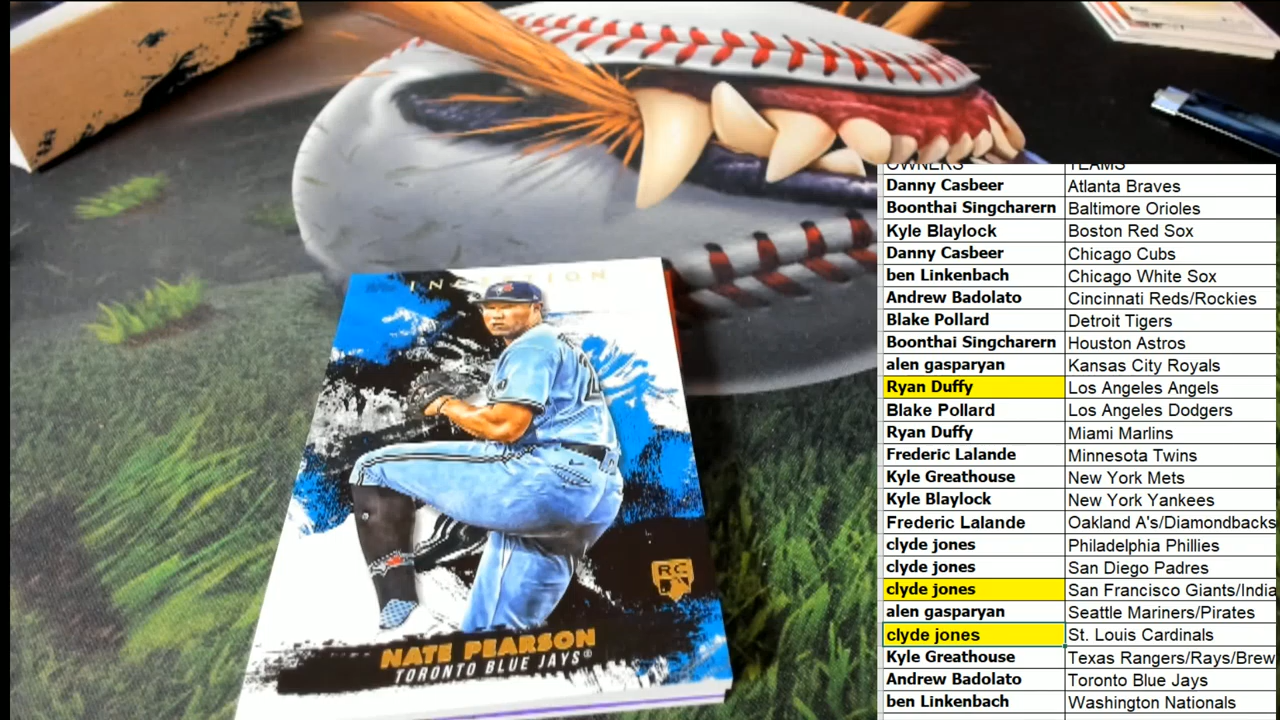 INCEPTION
RC
NATE PEARSON
TORONTO BLUE JAYS®
OWNERS TEAMS
Danny Casbeer Atlanta Braves
Boonthai Singcharern Baltimore Orioles
Kyle Blaylock Boston Red Sox
Danny Casbeer Chicago Cubs
ben Linkenbach Chicago White Sox
Andrew Badolato Cincinnati Reds/Rockies
Blake Pollard Detroit Tigers
Boonthai Singcharern Houston Astros
alen gasparyan Kansas City Royals
Ryan Duffy Los Angeles Angels
Blake Pollard Los Angeles Dodgers
Ryan Duffy Miami Marlins
Frederic Lalande Minnesota Twins
Kyle Greathouse New York Mets
Kyle Blaylock New York Yankees
Frederic Lalande Oakland A's/Diamondbacks
clyde jones Philadelphia Phillies
clyde jones San Diego Padres
clyde jones San Francisco Giants/India
alen gasparyan Seattle Mariners/Pirates
clyde jones St. Louis Cardinals
Kyle Greathouse Texas Rangers/Rays/Brew
Andrew Badolato Toronto Blue Jays
ben Linkenbach Washington Nationals